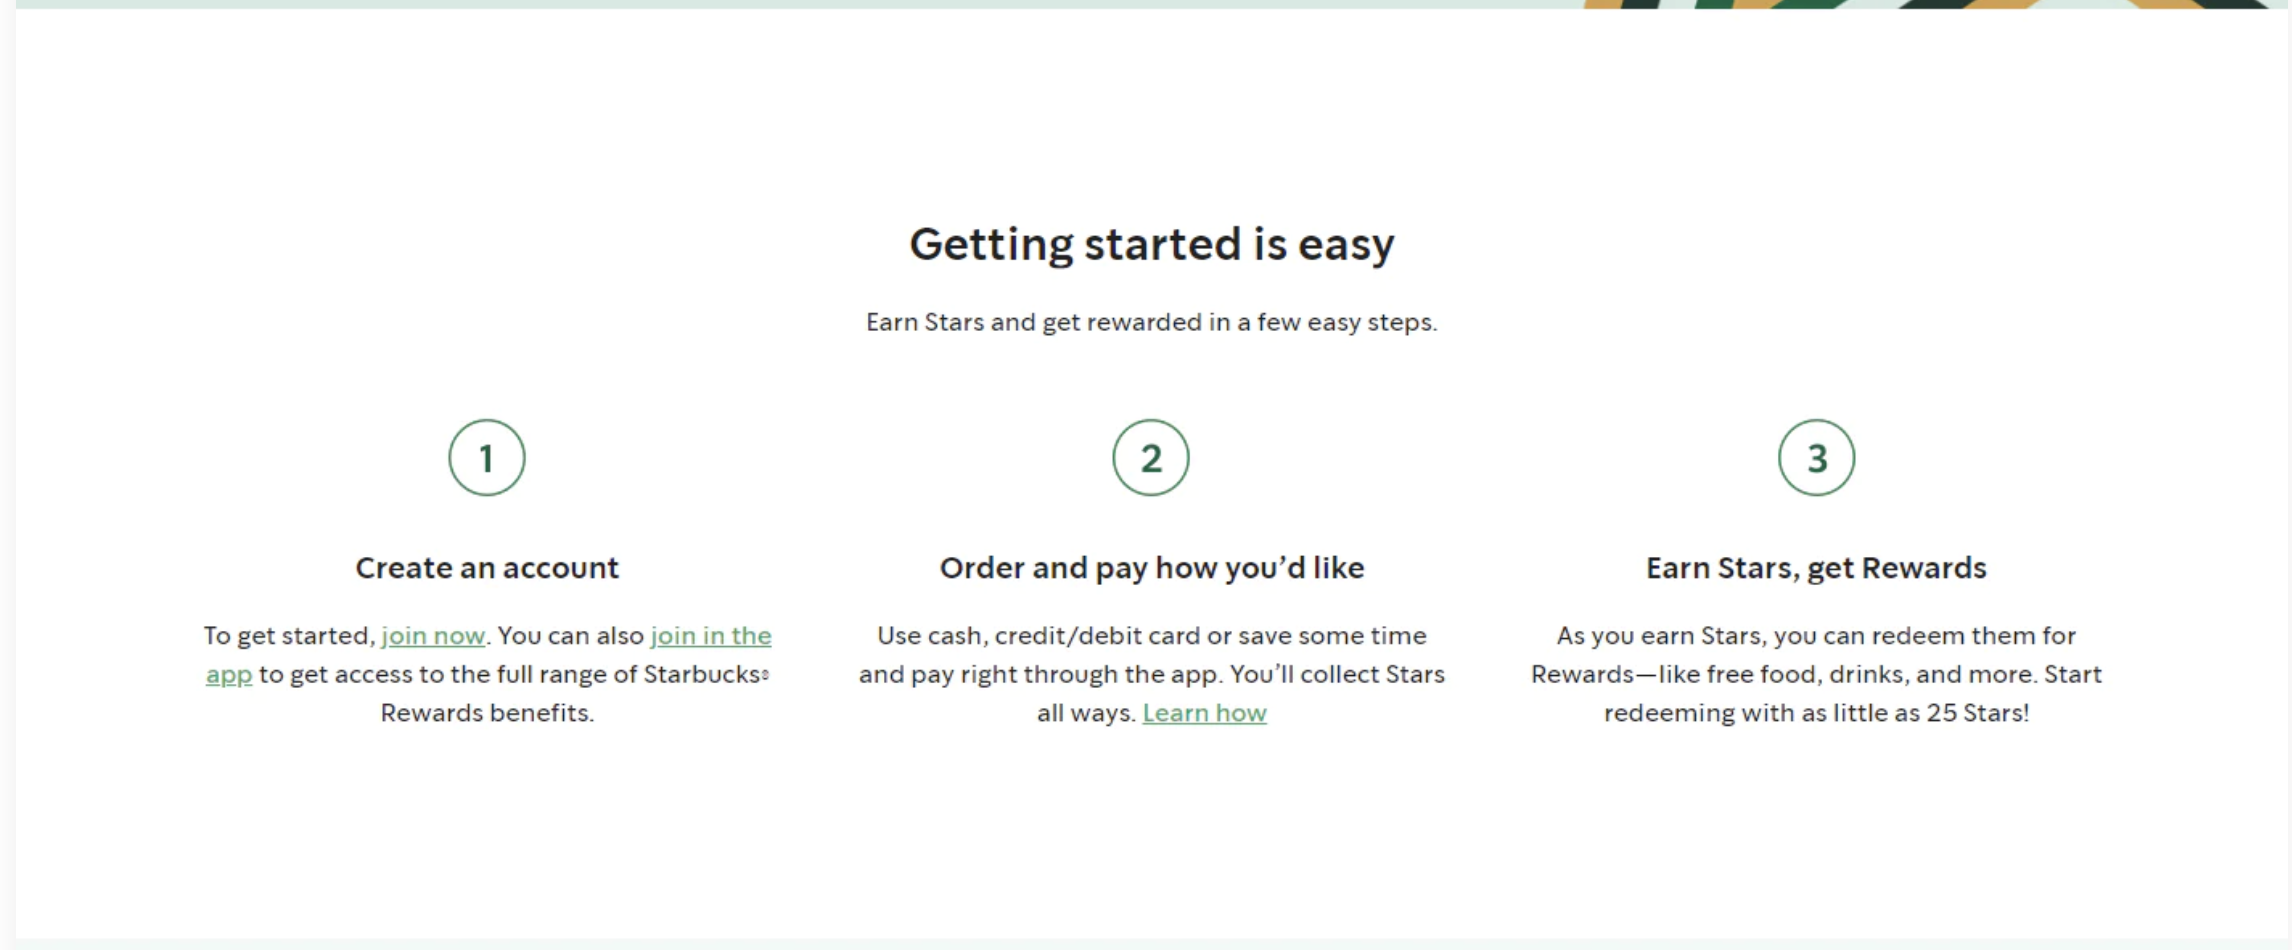 Getting started is easy
Earn Stars and get rewarded in a few easy steps.
1
Create an account
To get started, join now. You can also join in the
app to get access to the full range of Starbucks®
Rewards benefits.
2
Order and pay how you’d like
Use cash, credit/debit card or save some time
and pay right through the app. You’ll collect Stars
all ways. Learn how
3
Earn Stars, get Rewards
As you earn Stars, you can redeem them for
Rewards—like free food, drinks, and more. Start
redeeming with as little as 25 Stars!